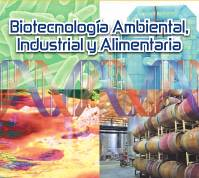 Biotecnología Ambiental,
Industrial y Alimentaria